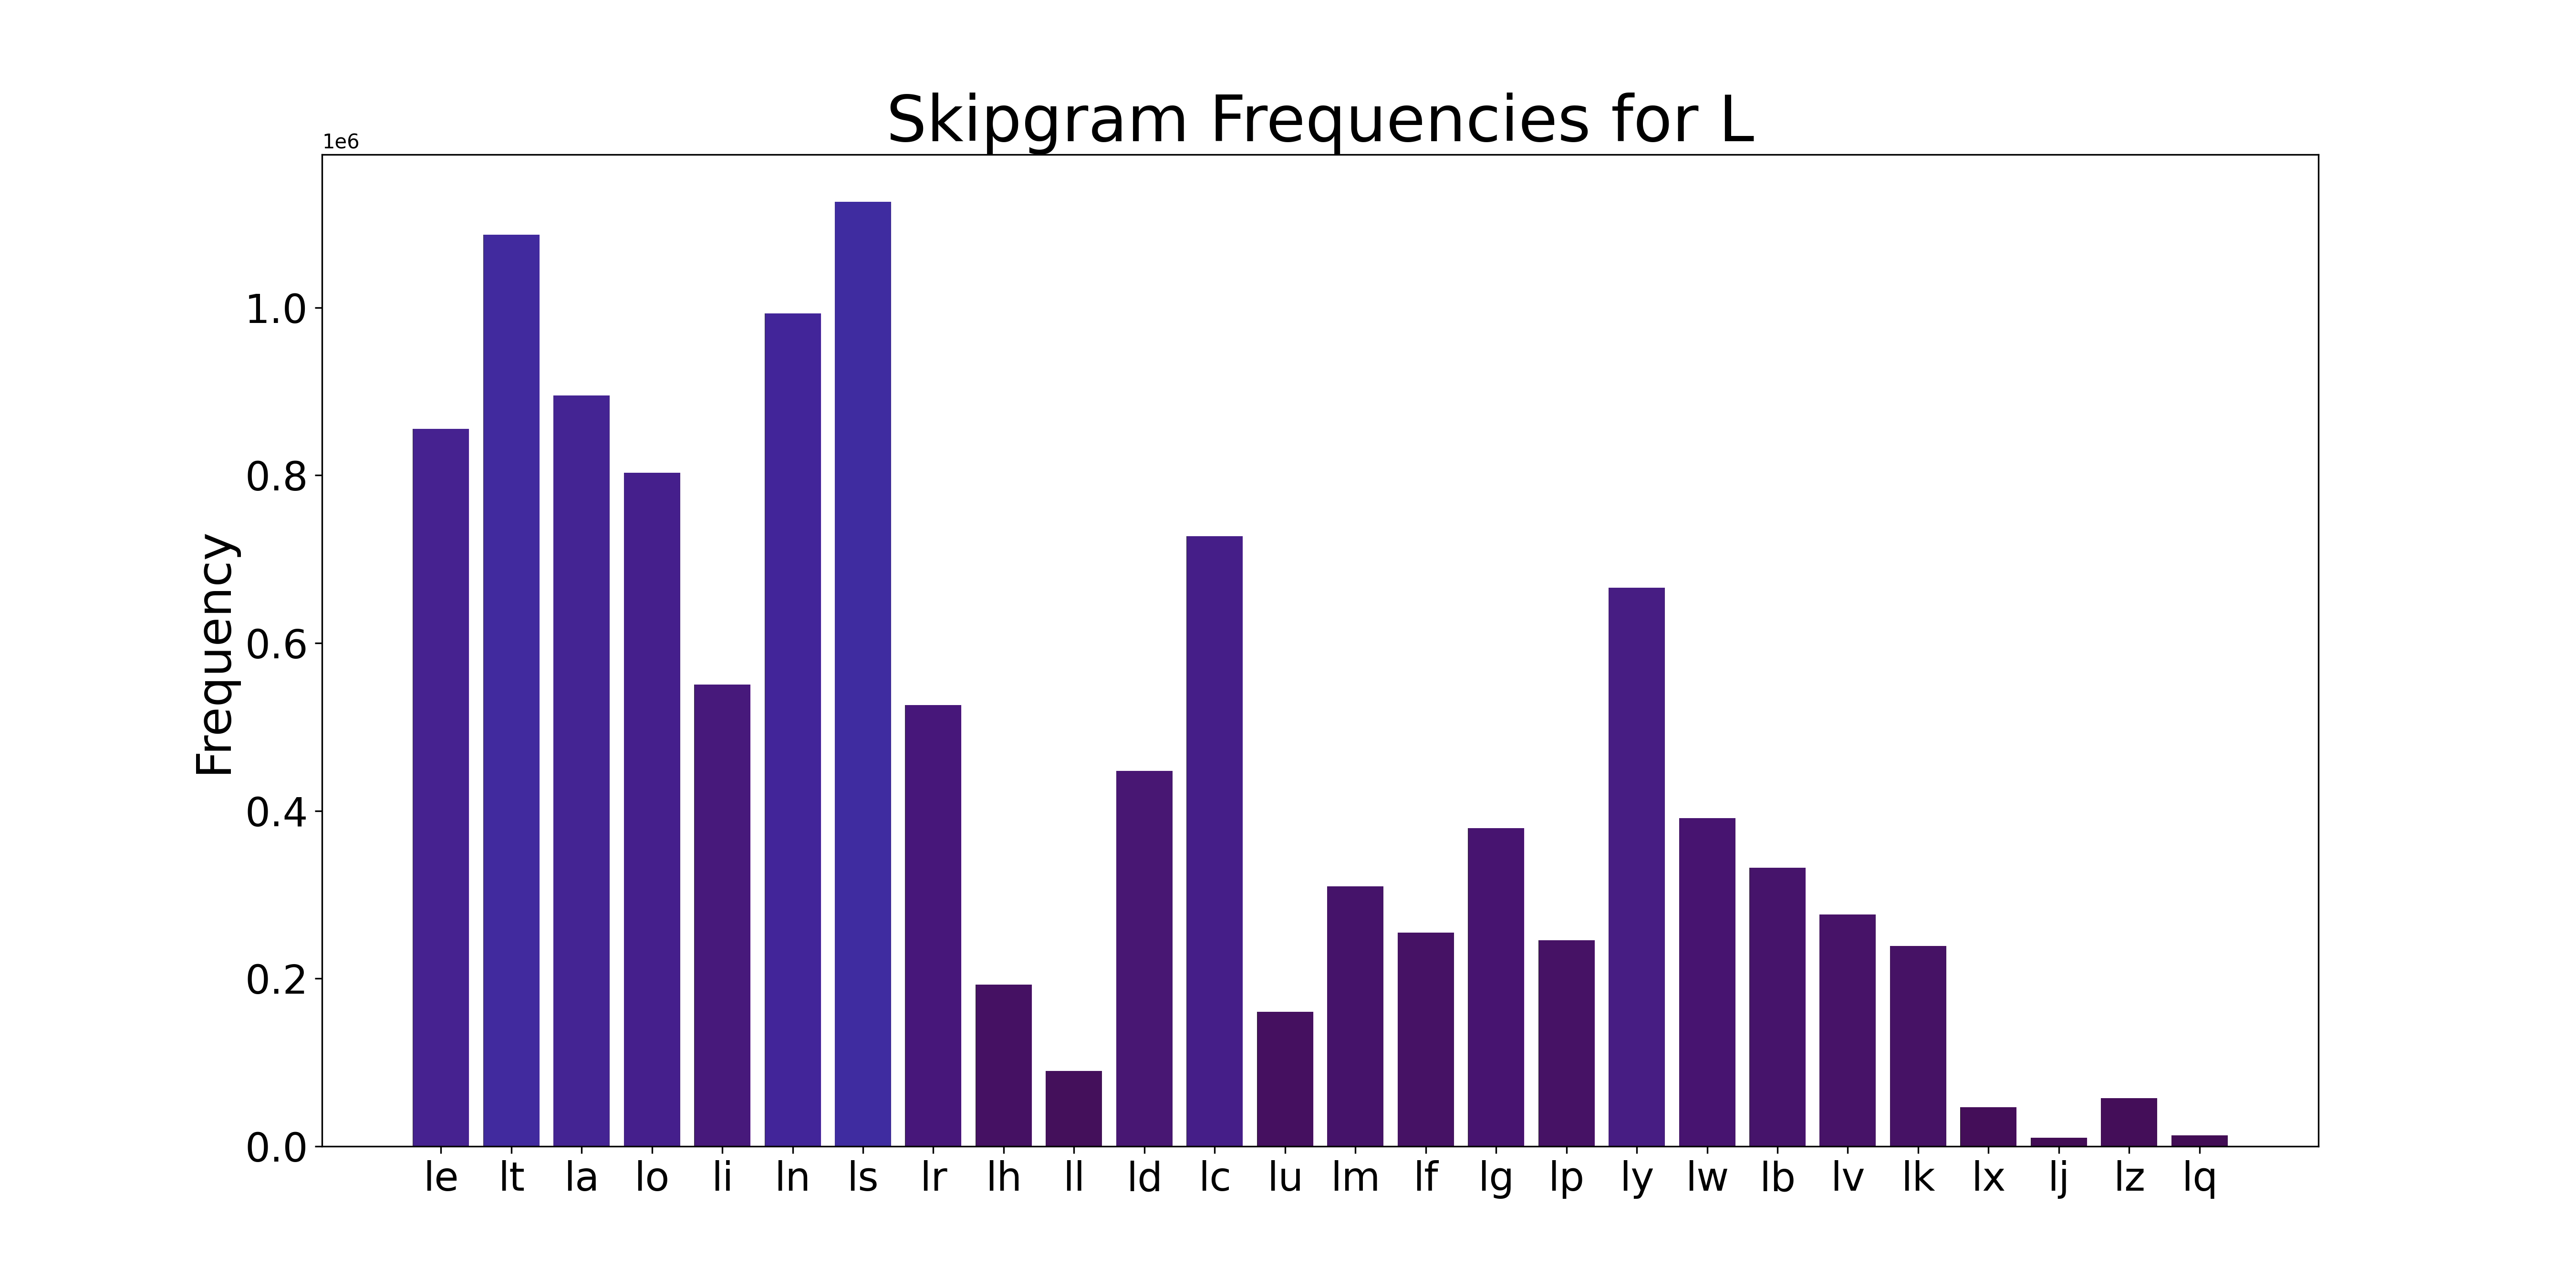 Skipgram Frequencies for L
1e6
1.0
0.8
0.6
0.4
0.2
0.0
Frequency
le lt la lo li ln ls lr lh ll ld lc lu lm lf lg lp ly lw lb lv lk lx lj lz lq